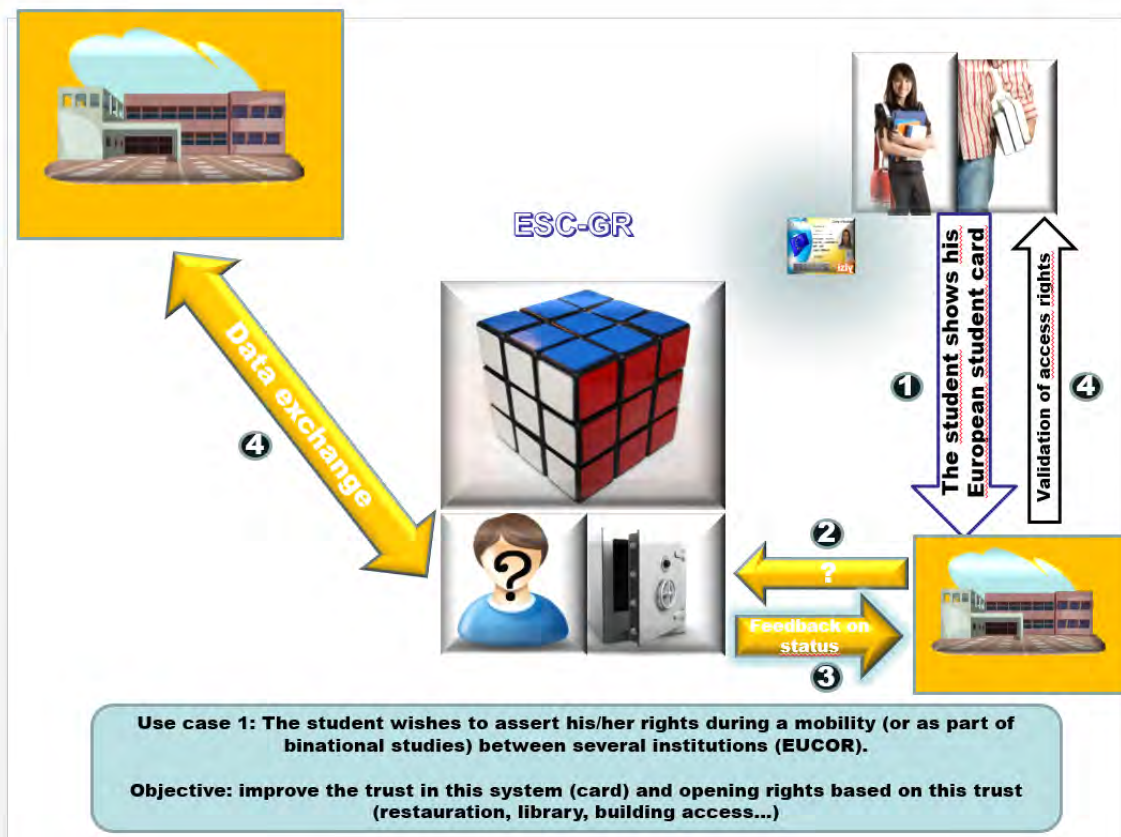 ESC-GR
izly
1
The student shows his
European student card
Validation of access rights
4
Data exchange
4
2
?
?
Feedback on
status
3
Use case 1: The student wishes to assert his/her rights during a mobility (or as part of
binational studies) between several institutions (EUCOR).
Objective: improve the trust in this system (card) and opening rights based on this trust
(restauration, library, building access...)